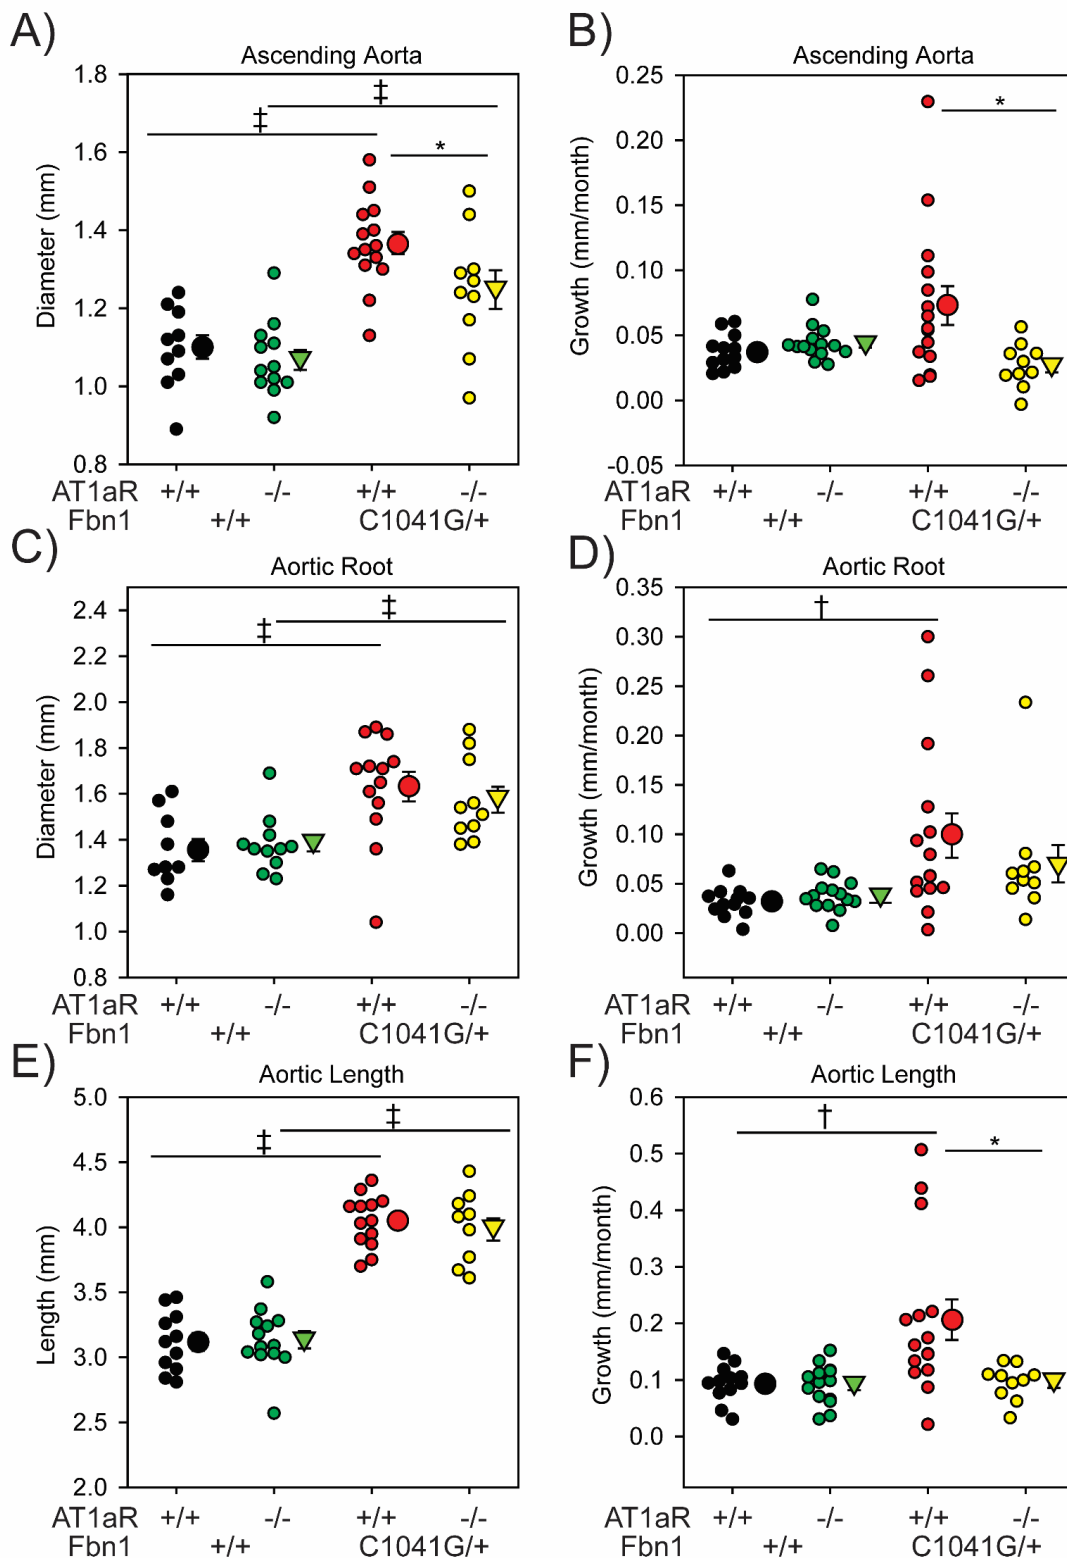 A)
Ascending Aorta
Diameter (mm)
1.8
1.6
1.4
1.2
1.0
0.8
‡
‡
*
AT1aR +/+ -/- +/+ -/-
Fbn1 +/+ C1041G/+
B)
Ascending Aorta
Growth (mm/month)
0.25
0.20
0.15
0.10
0.05
0.00
-0.05
*
AT1aR +/+ -/- +/+ -/-
Fbn1 +/+ C1041G/+
C)
Aortic Root
Diameter (mm)
2.4
2.2
2.0
1.8
1.6
1.4
1.2
1.0
0.8
‡
‡
AT1aR +/+ -/- +/+ -/-
Fbn1 +/+ C1041G/+
D)
Aortic Root
Growth (mm/month)
0.35
0.30
0.25
0.20
0.15
0.10
0.05
0.00
†
AT1aR +/+ -/- +/+ -/-
Fbn1 +/+ C1041G/+
E)
Aortic Length
Length (mm)
5.0
4.5
4.0
3.5
3.0
2.5
2.0
‡
‡
AT1aR +/+ -/- +/+ -/-
Fbn1 +/+ C1041G/+
F)
Aortic Length
Growth (mm/month)
0.6
0.5
0.4
0.3
0.2
0.1
0.0
†
*
AT1aR +/+ -/- +/+ -/-
Fbn1 +/+ C1041G/+